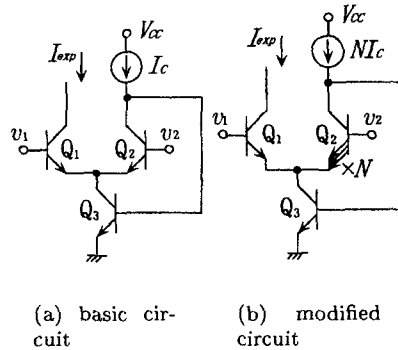 Vcc
Iexp
Ic
v1
v2
Q1
Q2
Q3
(a) basic cir-
cuit
Vcc
Iexp
NIc
v1
v2
Q1
Q2
×N
Q3
(b) modified
circuit